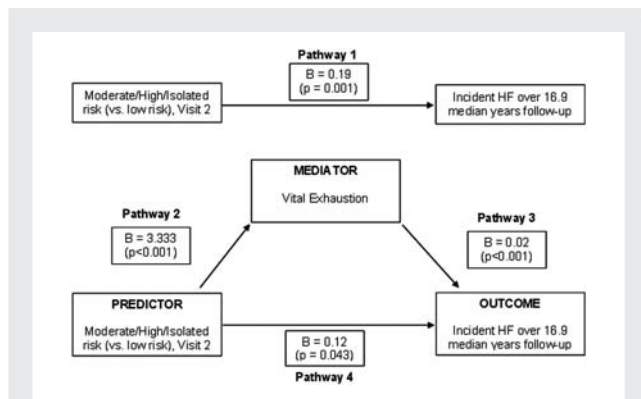 Pathway 1
B = 0.19
(p = 0.001)
Moderate/High/Isolated
risk (vs. low risk), Visit 2
Incident HF over 16.9
median years follow-up
MEDIATOR
Vital Exhaustion
Pathway 2
B = 3.333
(p<0.001)
Pathway 3
B = 0.02
(p<0.001)
PREDICTOR
Moderate/High/Isolated
risk (vs. low risk), Visit 2
OUTCOME
Incident HF over 16.9
median years follow-up
B = 0.12
(p = 0.043)
Pathway 4